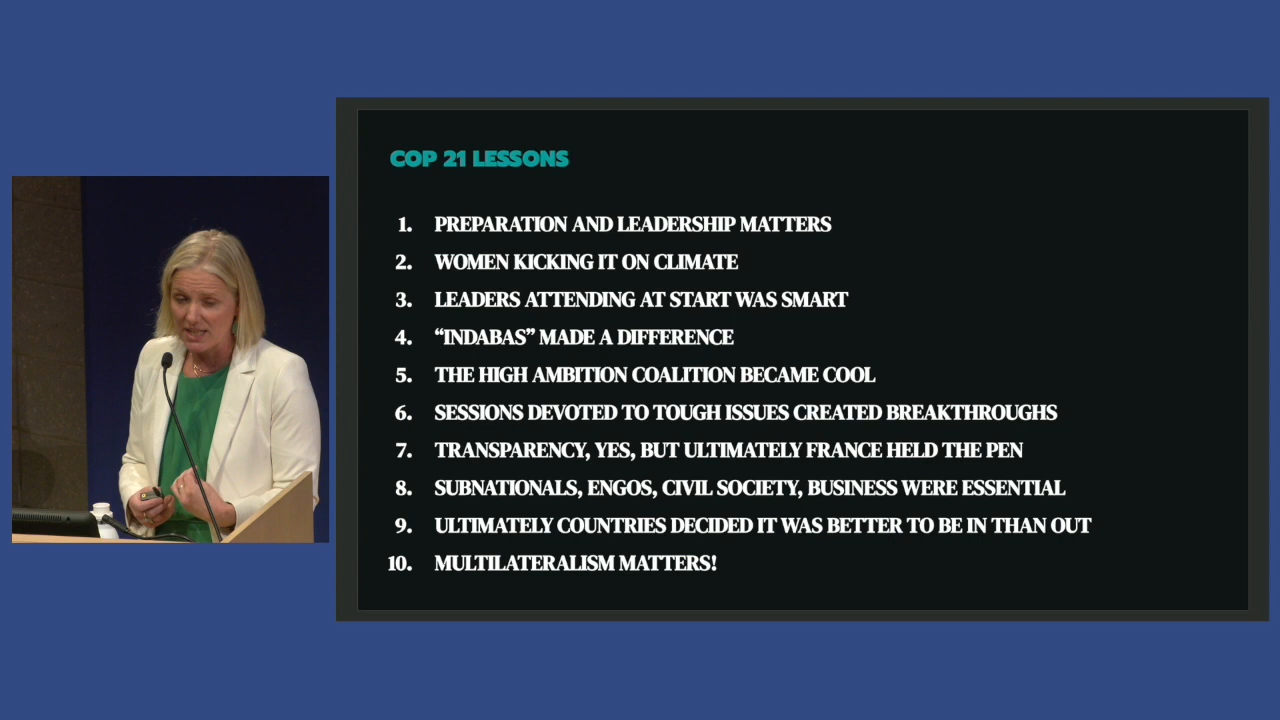 COP 21 LESSONS
1. PREPARATION AND LEADERSHIP MATTERS
2. WOMEN KICKING IT ON CLIMATE
3. LEADERS ATTENDING AT START WAS SMART
4. “INDABAS” MADE A DIFFERENCE
5. THE HIGH AMBITION COALITION BECAME COOL
6. SESSIONS DEVOTED TO TOUGH ISSUES CREATED BREAKTHROUGHS
7. TRANSPARENCY, YES, BUT ULTIMATELY FRANCE HELD THE PEN
8. SUBNATIONALS, ENGOS, CIVIL SOCIETY, BUSINESS WERE ESSENTIAL
9. ULTIMATELY COUNTRIES DECIDED IT WAS BETTER TO BE IN THAN OUT
10. MULTILATERALISM MATTERS!